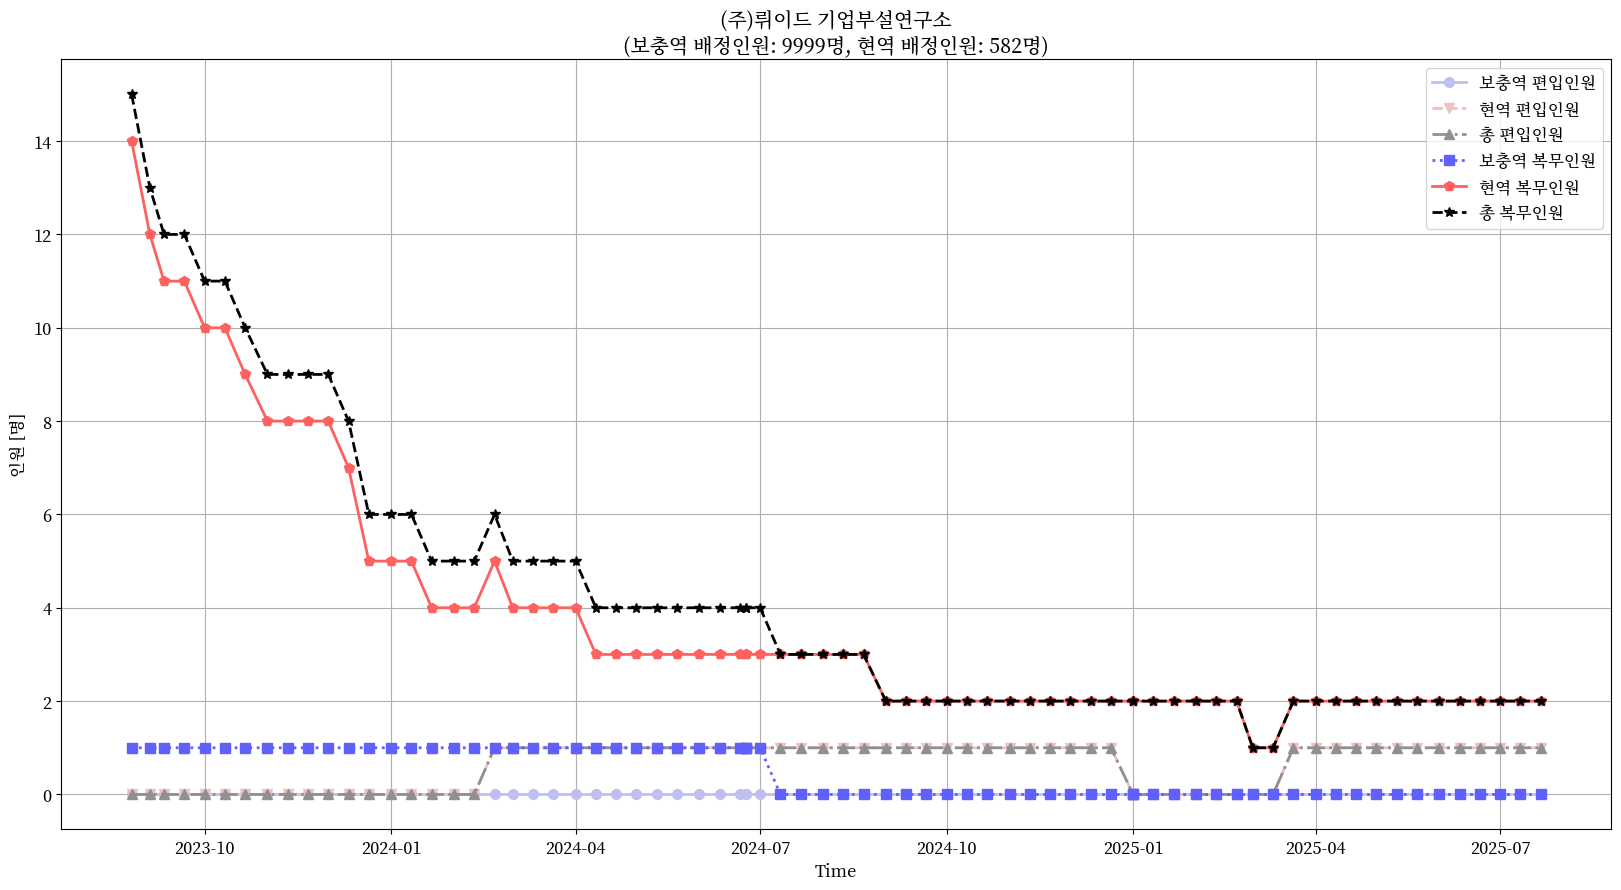 (주)뤼이드 기업부설연구소
(보충역 배정인원: 9999명, 현역 배정인원: 582명)
보충역 편입인원
현역 편입인원
총 편입인원
보충역 복무인원
현역 복무인원
총 복무인원
인원 [명]
14
12
10
8
6
4
2
0
2023-10
2024-01
2024-04
2024-07
2024-10
2025-01
2025-04
2025-07
Time